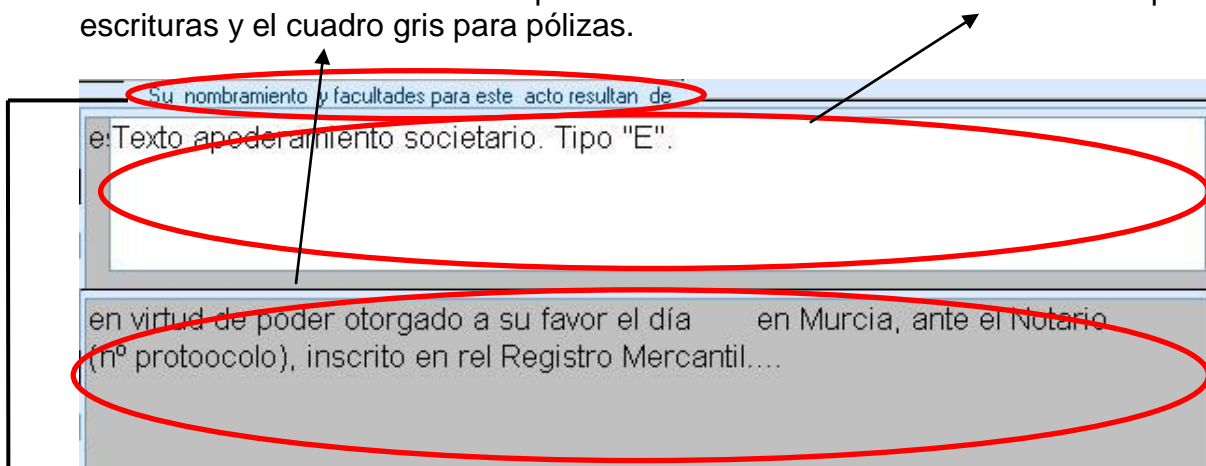 escrituras y el cuadro gris para pólizas.
Su nombramiento y facultades para este acto resultan de
e:Texto apoderamiento societario. Tipo "E".
en virtud de poder otorgado a su favor el día en Murcia, ante el Notario
(nº protoocolo), inscrito en rel Registro Mercantil....